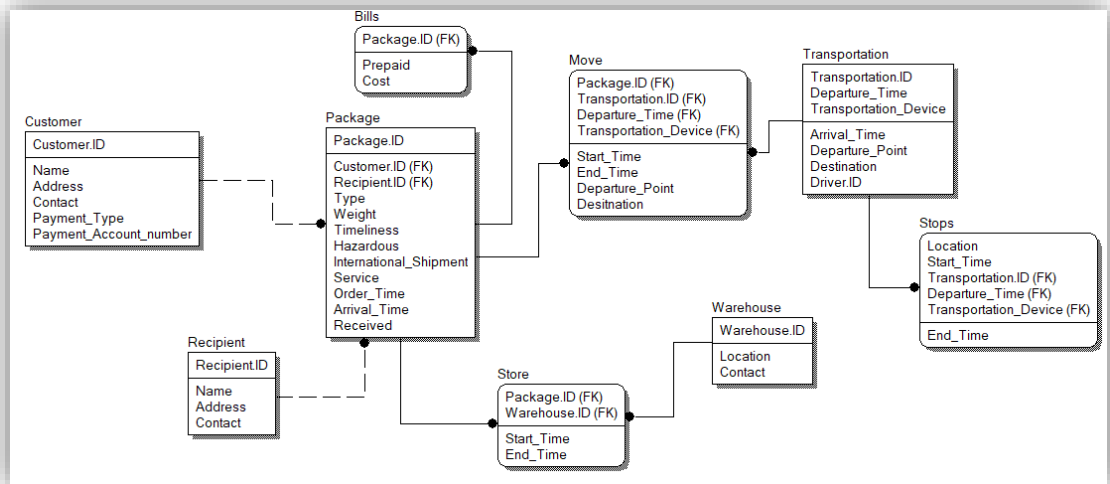 Bills
Package.ID (FK)
Prepaid
Cost
Move
Package.ID (FK)
Transportation.ID (FK)
Departure_Time (FK)
Transportation_Device (FK)
Start_Time
End_Time
Departure_Point
Desitnation
Transportation
Transportation.ID
Departure_Time
Transportation_Device
Arrival_Time
Departure_Point
Destination
Driver.ID
Customer
Customer.ID
Name
Address
Contact
Payment_Type
Payment_Account_number
Package
Package.ID
Customer.ID (FK)
Recipient.ID (FK)
Type
Weight
Timeliness
Hazardous
International_Shipment
Service
Order_Time
Arrival_Time
Received
Stops
Location
Start_Time
Transportation.ID (FK)
Departure_Time (FK)
Transportation_Device (FK)
End_Time
Warehouse
Warehouse.ID
Location
Contact
Recipient
Recipient.ID
Name
Address
Contact
Store
Package.ID (FK)
Warehouse.ID (FK)
Start_Time
End_Time